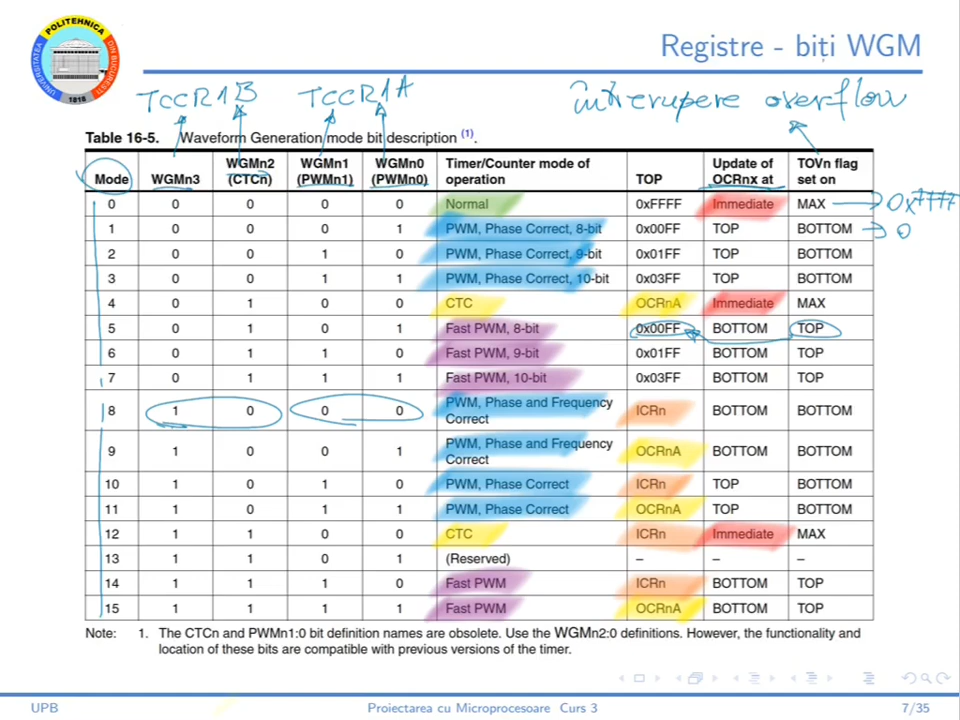 POLITEHNICA
UNIVERSITATEA
DIN BUCURESTI
1818
Registre - biți WGM
TCCR1B TCCR1A întrerupere overflow
Table 16-5. Waveform Generation mode bit description (1).
Mode WGMn3 WGMn2 (CTCn) WGMn1 (PWMn1) WGMn0 (PWMn0) Timer/Counter mode of operation TOP Update of OCRnx at TOVn flag set on
0 0 0 0 0 Normal 0xFFFF Immediate MAX 0xFFFF
1 0 0 0 1 PWM, Phase Correct, 8-bit 0x00FF TOP BOTTOM 0
2 0 0 1 0 PWM, Phase Correct, 9-bit 0x01FF TOP BOTTOM
3 0 0 1 1 PWM, Phase Correct, 10-bit 0x03FF TOP BOTTOM
4 0 1 0 0 CTC OCRnA Immediate MAX
5 0 1 0 1 Fast PWM, 8-bit 0x00FF BOTTOM TOP
6 0 1 1 0 Fast PWM, 9-bit 0x01FF BOTTOM TOP
7 0 1 1 1 Fast PWM, 10-bit 0x03FF BOTTOM TOP
8 1 0 0 0 PWM, Phase and Frequency Correct ICRn BOTTOM BOTTOM
9 1 0 0 1 PWM, Phase and Frequency Correct OCRnA BOTTOM BOTTOM
10 1 0 1 0 PWM, Phase Correct ICRn TOP BOTTOM
11 1 0 1 1 PWM, Phase Correct OCRnA TOP BOTTOM
12 1 1 0 0 CTC ICRn Immediate MAX
13 1 1 0 1 (Reserved) – – –
14 1 1 1 0 Fast PWM ICRn BOTTOM TOP
15 1 1 1 1 Fast PWM OCRnA BOTTOM TOP
Note: 1. The CTCn and PWMn1:0 bit definition names are obsolete. Use the WGMn2:0 definitions. However, the functionality and
location of these bits are compatible with previous versions of the timer.
UPB Proiectarea cu Microprocesoare Curs 3 7/35